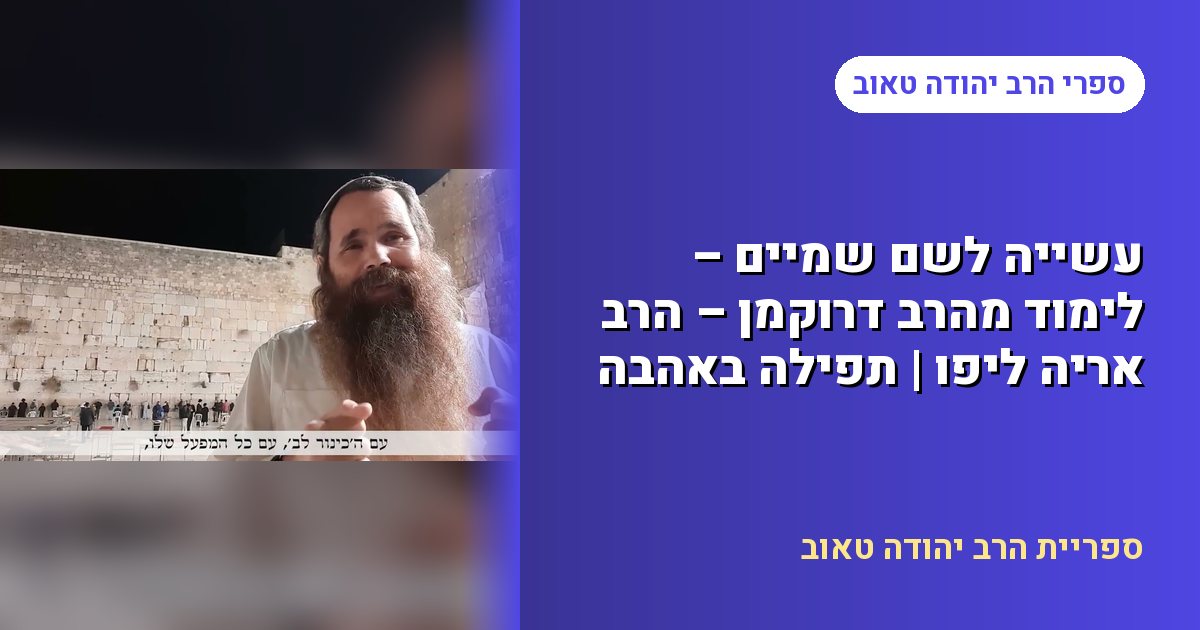 ספרי הרב יהודה טאוב
עשייה לשם שמיים –
לימוד מהרב דרוקמן – הרב
אריה ליפו | תפילה באהבה
עם ה'כינור לב', עם כל המפעל שלו,
ספריית הרב יהודה טאוב